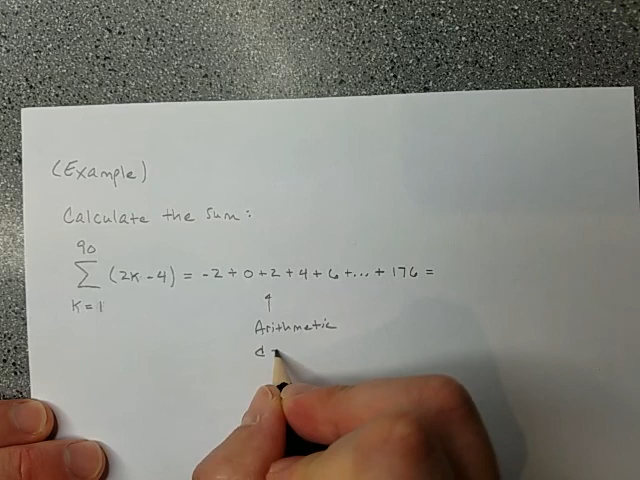 (Example)
Calculate the sum:
90
Σ (2k-4) = -2+0+2+4+6+...+176 =
k=1
↑
Arithmetic
d =